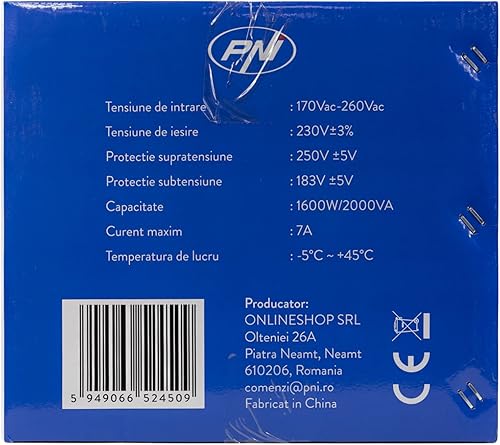 PNI
Tensiune de intrare : 170Vac-260Vac
Tensiune de iesire : 230V±3%
Protectie supratensiune : 250V ±5V
Protectie subtensiune : 183V ±5V
Capacitate : 1600W/2000VA
Curent maxim : 7A
Temperatura de lucru : -5°C ~ +45°C
Producator:
ONLINESHOP SRL
Olteniei 26A
Piatra Neamt, Neamt
610206, Romania
comenzi@pni.ro
Fabricat in China
CE
5 949066 524509